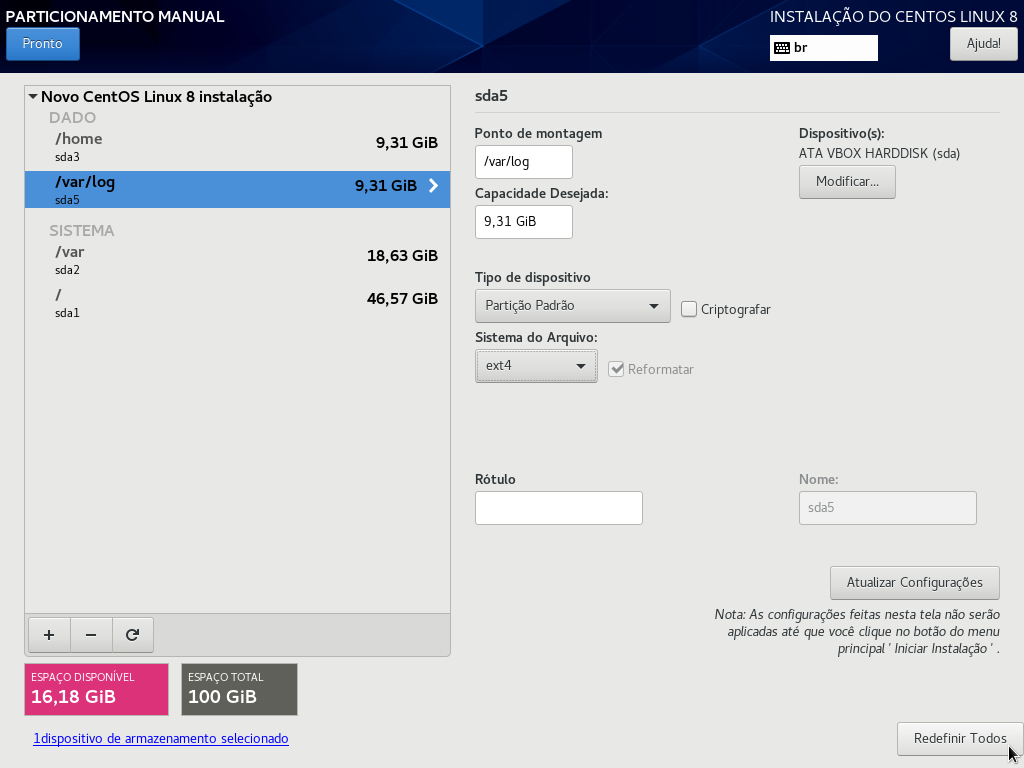 PARTICIONAMENTO MANUAL
INSTALAÇÃO DO CENTOS LINUX 8
Pronto
br
Ajuda!
Novo CentOS Linux 8 instalação
DADO
/home
9,31 GiB
sda3
/var/log
9,31 GiB
sda5
SISTEMA
/var
18,63 GiB
sda2
/
46,57 GiB
sda1
+ −
ESPAÇO DISPONÍVEL
16,18 GiB
ESPAÇO TOTAL
100 GiB
1dispositivo de armazenamento selecionado
sda5
Ponto de montagem
/var/log
Capacidade Desejada:
9,31 GiB
Dispositivo(s):
ATA VBOX HARDDISK (sda)
Modificar...
Tipo de dispositivo
Partição Padrão
Criptografar
Sistema do Arquivo:
ext4
Reformatar
Rótulo
Nome:
sda5
Atualizar Configurações
Nota: As configurações feitas nesta tela não serão
aplicadas até que você clique no botão do menu
principal ' Iniciar Instalação ' .
Redefinir Todos